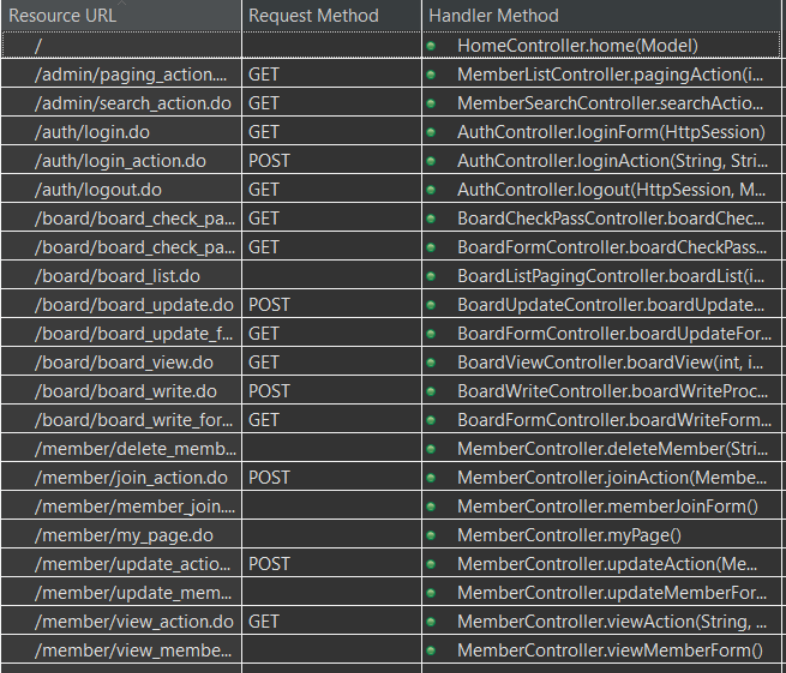 Resource URL Request Method Handler Method
/ HomeController.home(Model)
/admin/paging_action.... GET MemberListController.pagingAction(i...
/admin/search_action.do GET MemberSearchController.searchActio...
/auth/login.do GET AuthController.loginForm(HttpSession)
/auth/login_action.do POST AuthController.loginAction(String, Stri...
/auth/logout.do GET AuthController.logout(HttpSession, M...
/board/board_check_pa... GET BoardCheckPassController.boardChec...
/board/board_check_pa... GET BoardFormController.boardCheckPass...
/board/board_list.do BoardListPagingController.boardList(i...
/board/board_update.do POST BoardUpdateController.boardUpdate...
/board/board_update_f... GET BoardFormController.boardUpdateFor...
/board/board_view.do GET BoardViewController.boardView(int, i...
/board/board_write.do POST BoardWriteController.boardWriteProc...
/board/board_write_for... GET BoardFormController.boardWriteForm...
/member/delete_memb... MemberController.deleteMember(Stri...
/member/join_action.do POST MemberController.joinAction(Membe...
/member/member_join.... MemberController.memberJoinForm()
/member/my_page.do MemberController.myPage()
/member/update_actio... POST MemberController.updateAction(Me...
/member/update_mem... MemberController.updateMemberFor...
/member/view_action.do GET MemberController.viewAction(String, ...
/member/view_membe... MemberController.viewMemberForm()